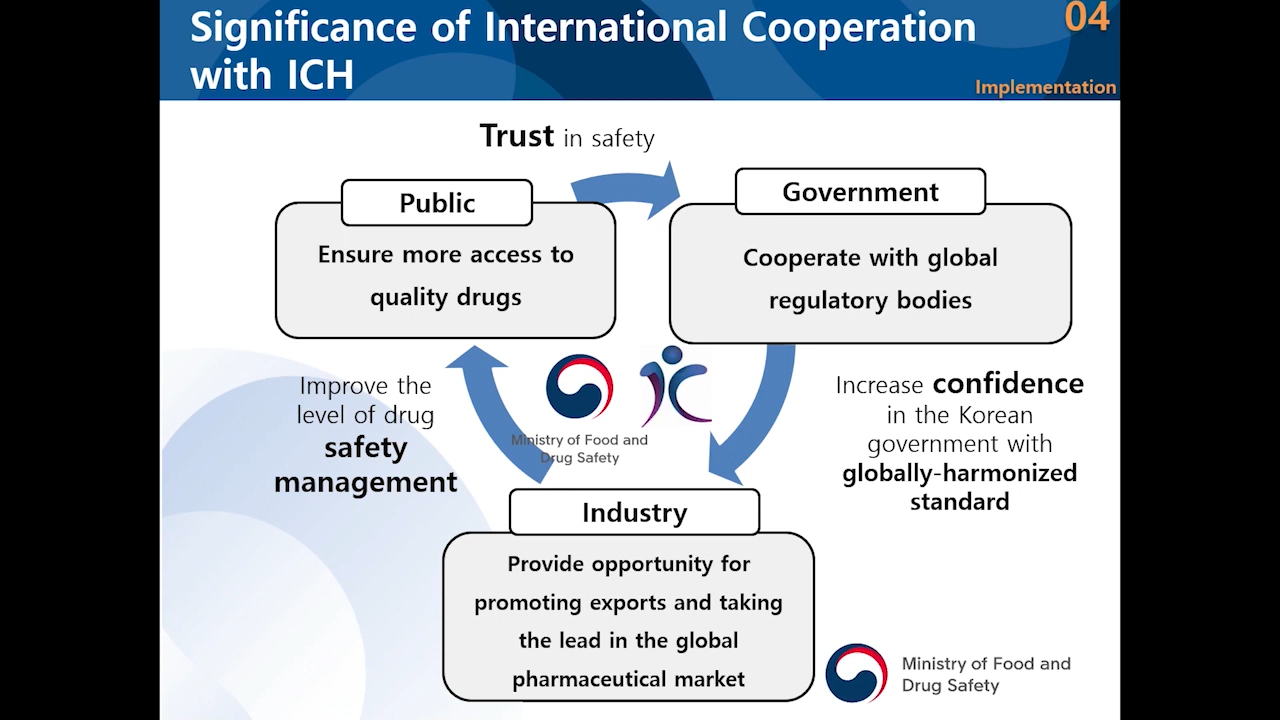 Significance of International Cooperation
with ICH
04
Implementation
Trust in safety
Public
Ensure more access to
quality drugs
Government
Cooperate with global
regulatory bodies
Improve the
level of drug
safety
management
Ministry of Food and
Drug Safety
Increase confidence
in the Korean
government with
globally-harmonized
standard
Industry
Provide opportunity for
promoting exports and taking
the lead in the global
pharmaceutical market
Ministry of Food and
Drug Safety